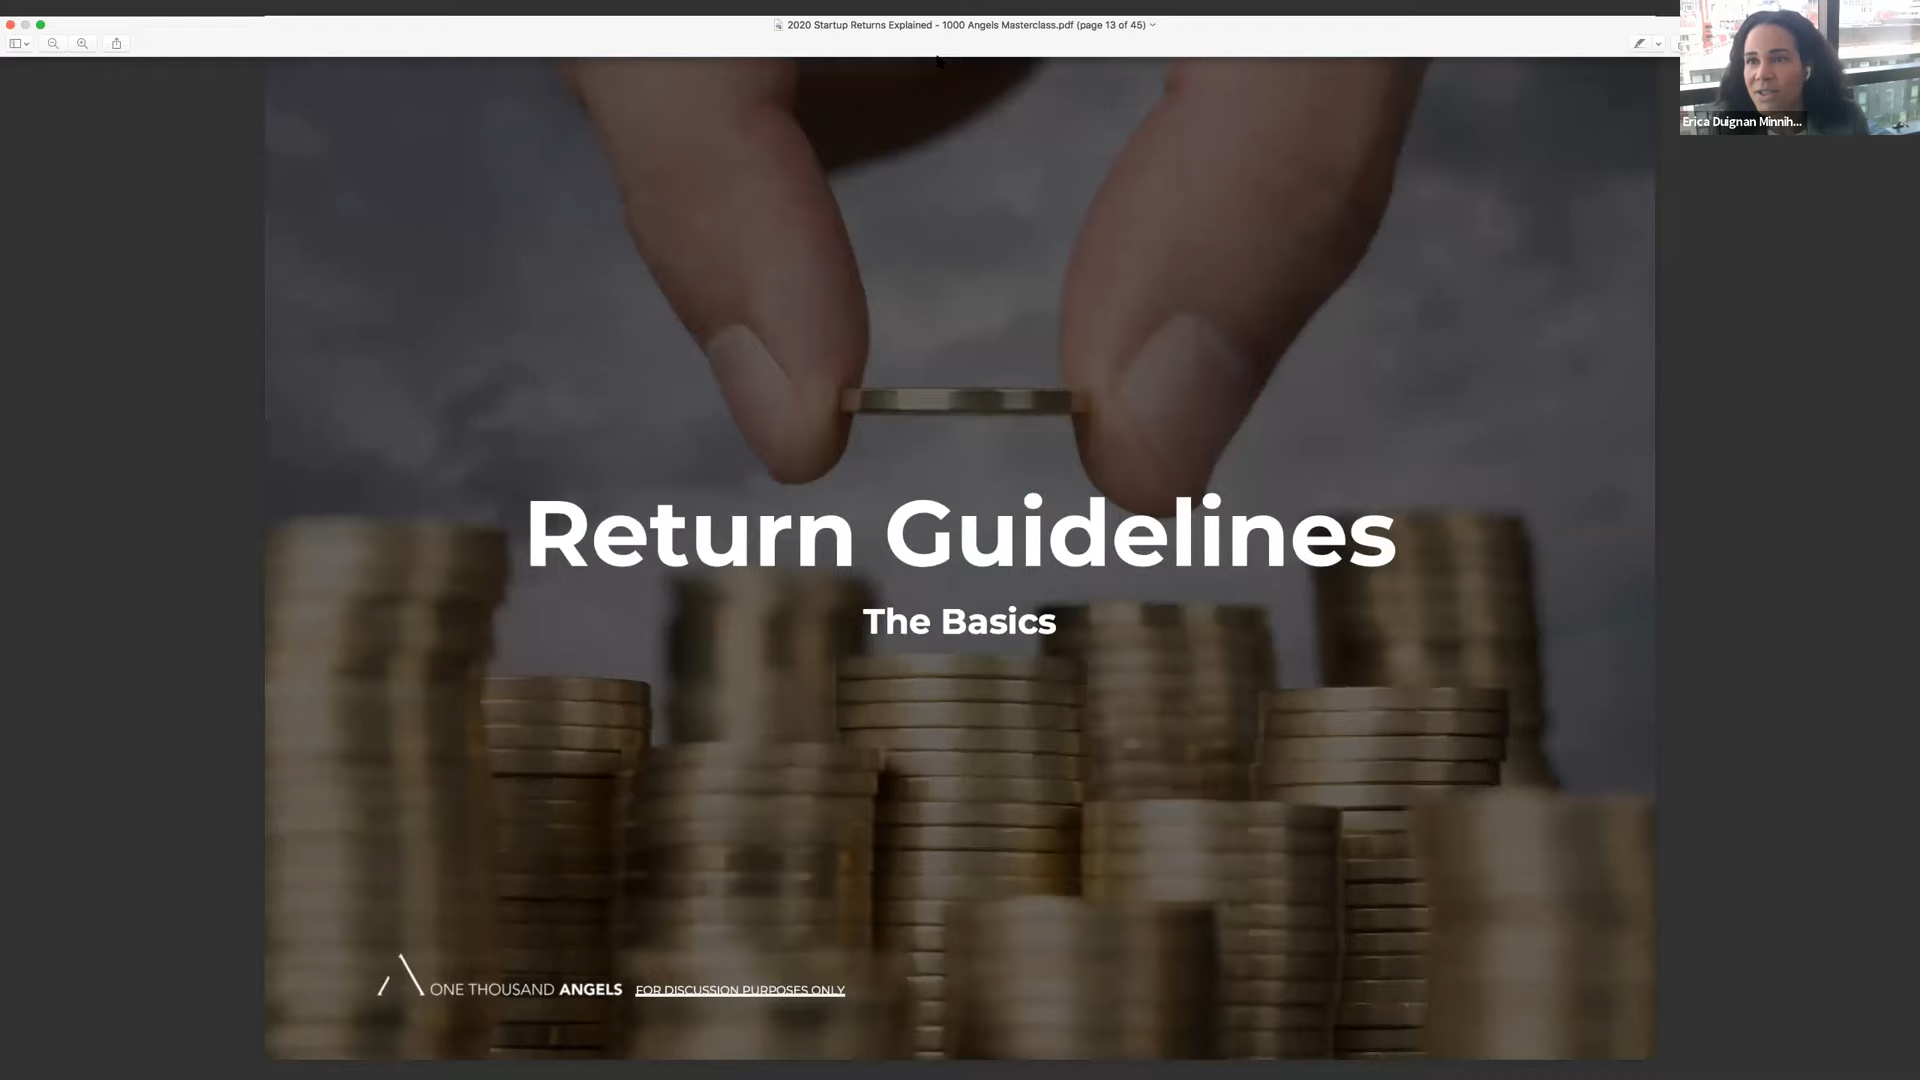 2020 Startup Returns Explained - 1000 Angels Masterclass.pdf (page 13 of 45)
Erica Duignan Minnih...
Return Guidelines
The Basics
ONE THOUSAND ANGELS FOR DISCUSSION PURPOSES ONLY